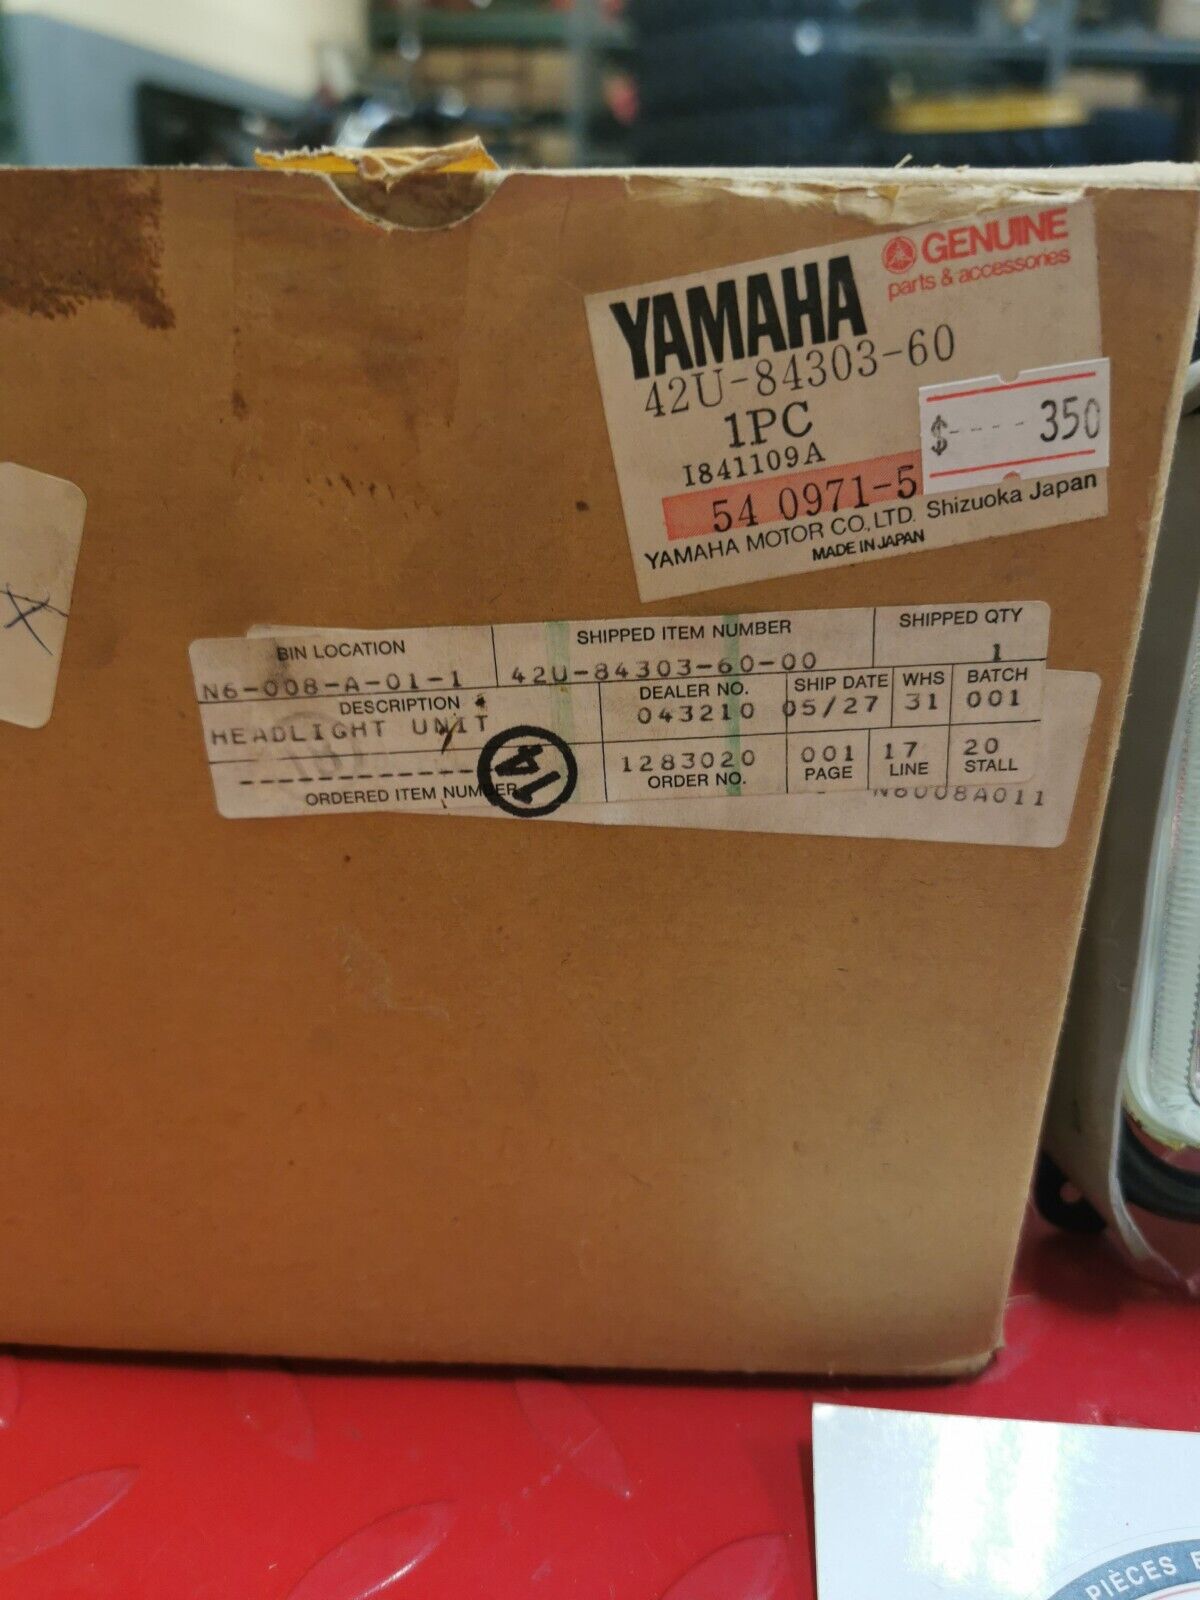 GENUINE
parts & accessories
YAMAHA
42U-84303-60
1PC
$---- 350
I841109A
54 0971-5
YAMAHA MOTOR CO., LTD. Shizuoka Japan
MADE IN JAPAN
BIN LOCATION SHIPPED ITEM NUMBER SHIPPED QTY
N6-008-A-01-1 42U-84303-60-00 1
DESCRIPTION DEALER NO. SHIP DATE WHS BATCH
HEADLIGHT UNIT 043210 05/27 31 001
------------ 1283020 001 17 20
ORDERED ITEM NUMBER ORDER NO. PAGE LINE STALL
14
N6008A011
PIÈCES